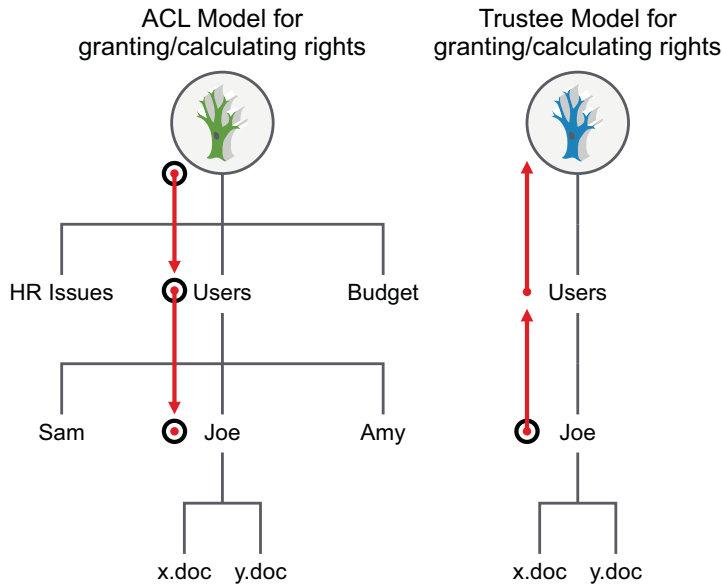 ACL Model for
granting/calculating rights
Trustee Model for
granting/calculating rights
HR Issues
Users
Budget
Users
Sam
Joe
Amy
Joe
x.doc
y.doc
x.doc
y.doc